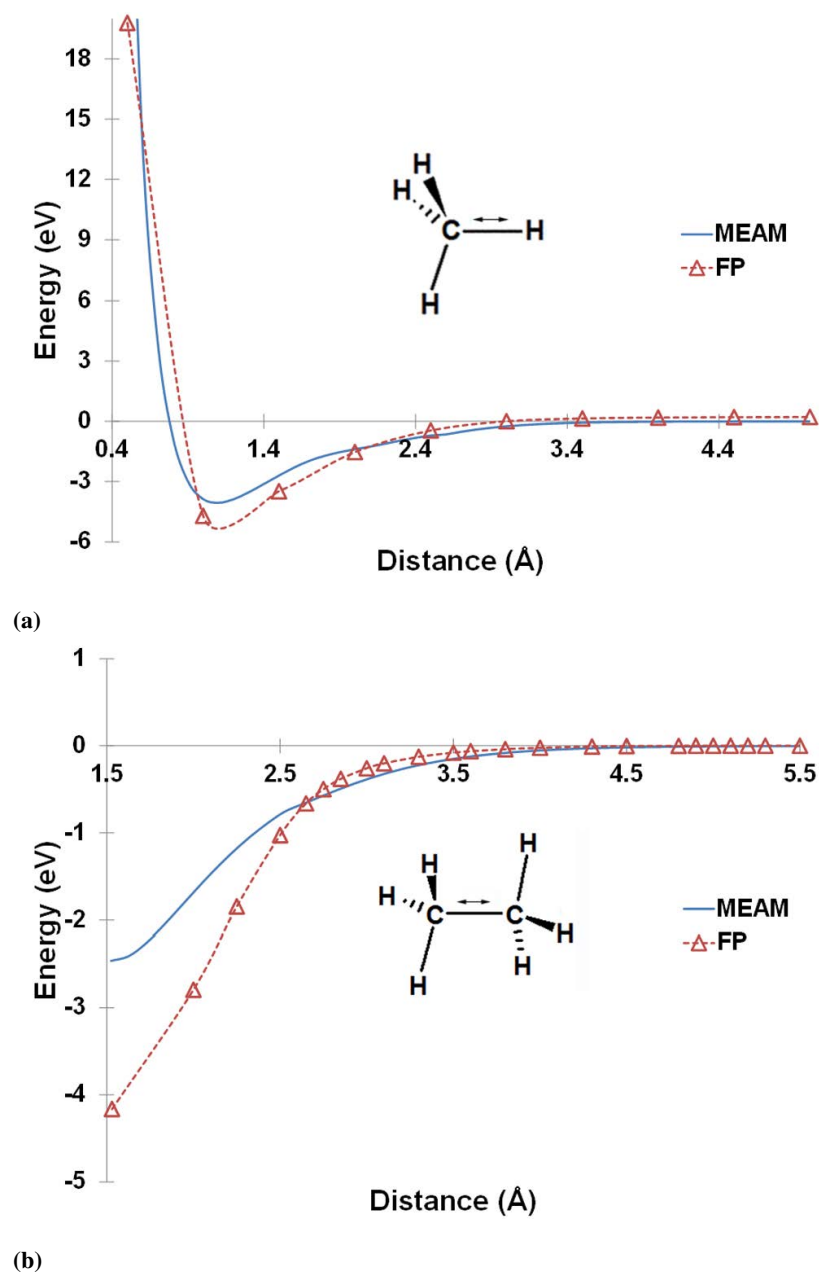 18
15
12
9
6
3
0
-3
-6
Energy (eV)
0.4 1.4 2.4 3.4 4.4
Distance (Å)
H
H
C H
H
MEAM
FP
(a)
1
0
-1
-2
-3
-4
-5
Energy (eV)
1.5 2.5 3.5 4.5 5.5
Distance (Å)
H H
H C C H
H H
MEAM
FP
(b)